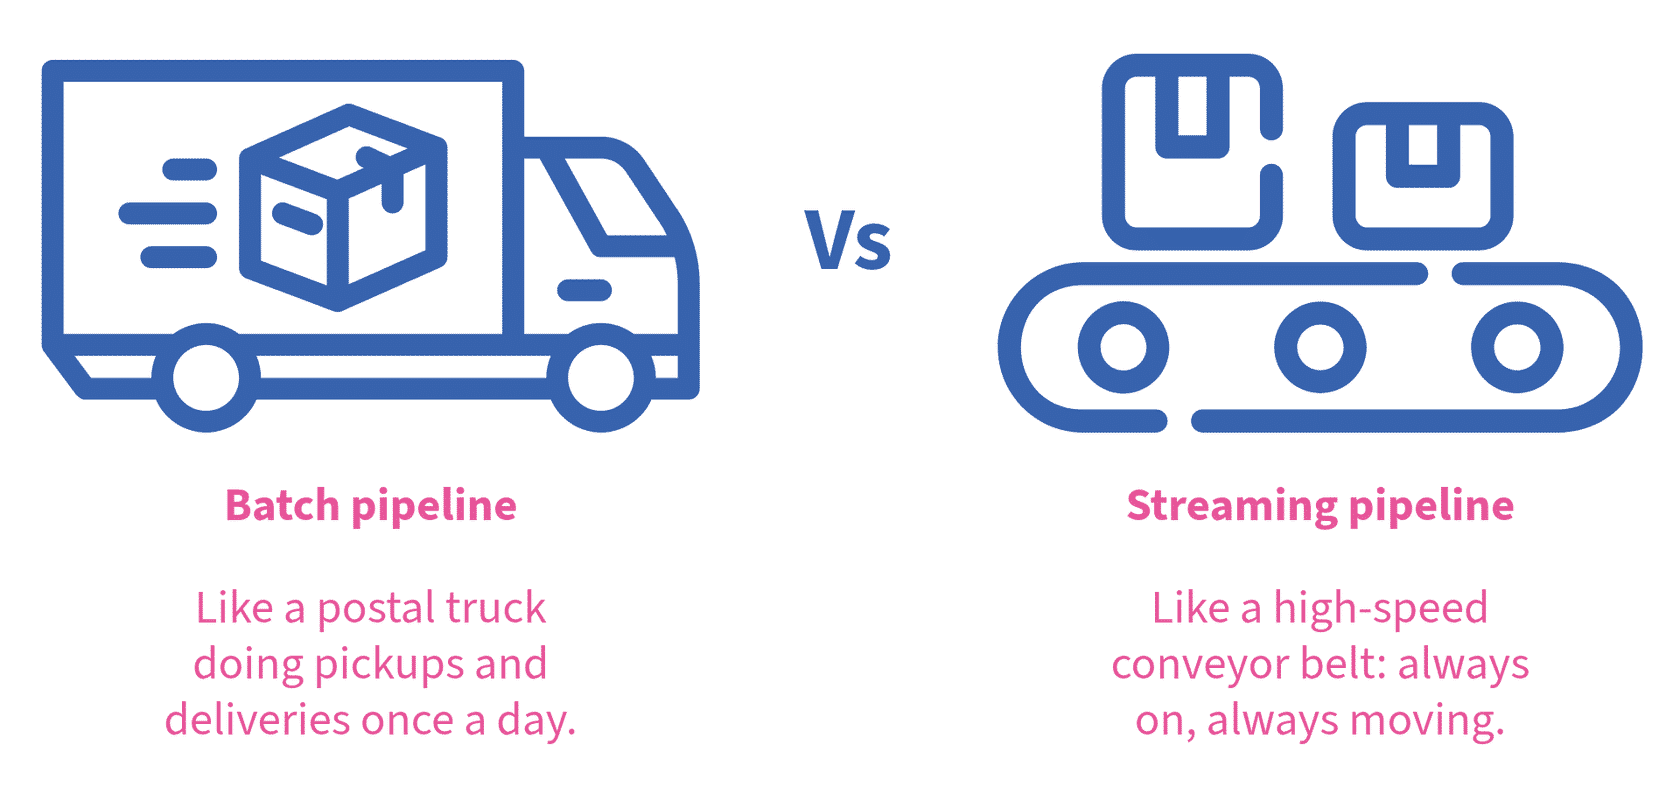 Vs
Batch pipeline
Like a postal truck
doing pickups and
deliveries once a day.
Streaming pipeline
Like a high-speed
conveyor belt: always
on, always moving.